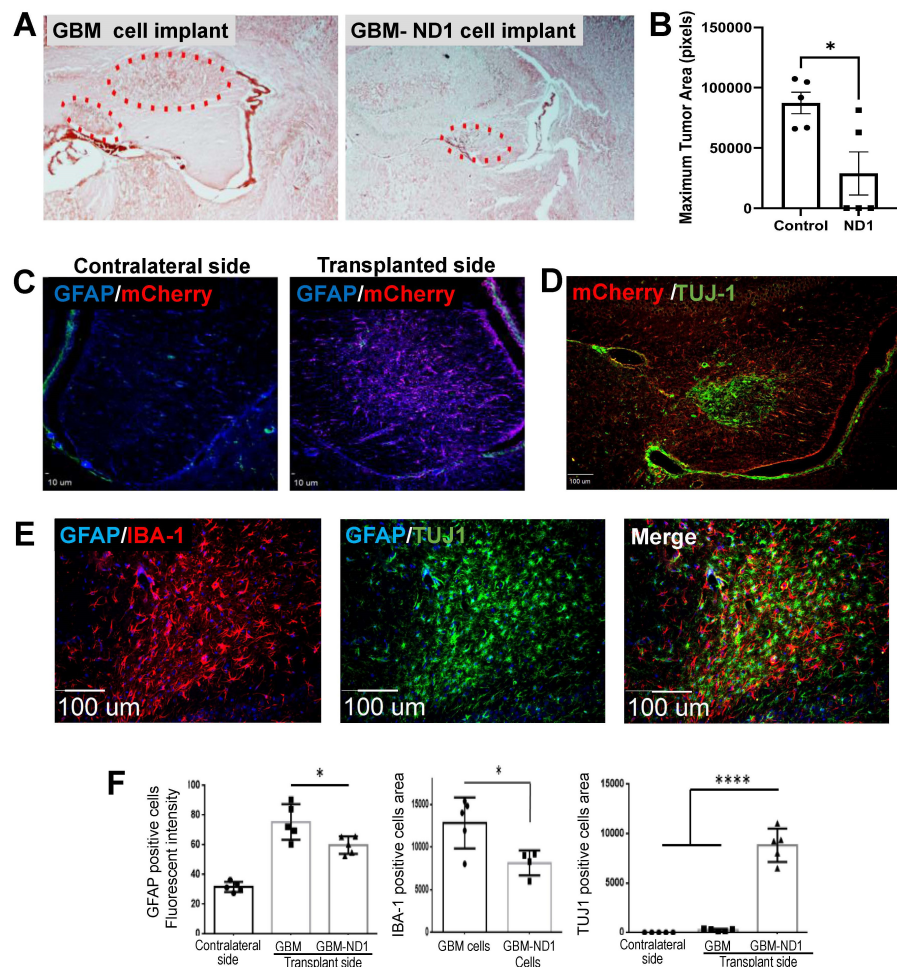 A
GBM cell implant
GBM- ND1 cell implant
B
*
Maximum Tumor Area (pixels)
150000
100000
50000
0
Control
ND1
C
Contralateral side
Transplanted side
GFAP/mCherry
GFAP/mCherry
10 um
10 um
D
mCherry /TUJ-1
100 um
E
GFAP/IBA-1
GFAP/TUJ1
Merge
100 um
100 um
100 um
F
GFAP positive cells
Fluorescent intensity
100
80
60
40
20
0
*
Contralateral
side
GBM
GBM-ND1
Transplant side
IBA-1 positive cells area
15000
10000
5000
0
*
GBM cells
GBM-ND1
Cells
TUJ1 positive cells area
15000
10000
5000
0
****
Contralateral
side
GBM
GBM-ND1
Transplant side